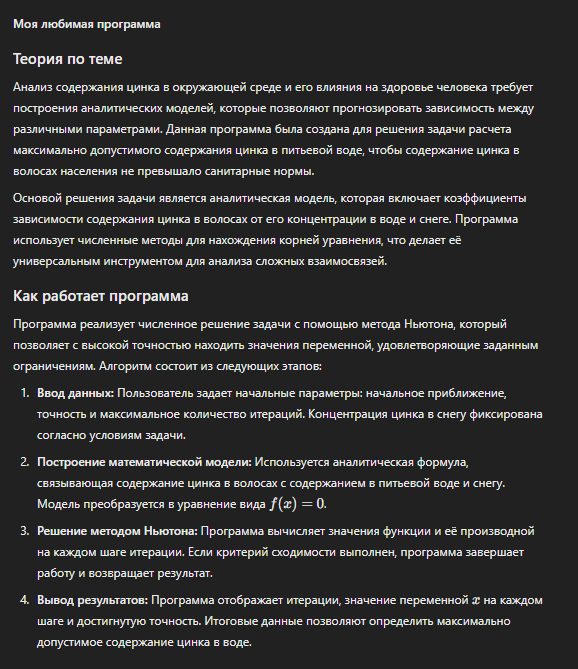 Моя любимая программа
Теория по теме
Анализ содержания цинка в окружающей среде и его влияния на здоровье человека требует
построения аналитических моделей, которые позволяют прогнозировать зависимость между
различными параметрами. Данная программа была создана для решения задачи расчета
максимально допустимого содержания цинка в питьевой воде, чтобы содержание цинка в
волосах населения не превышало санитарные нормы.
Основой решения задачи является аналитическая модель, которая включает коэффициенты
зависимости содержания цинка в волосах от его концентрации в воде и снеге. Программа
использует численные методы для нахождения корней уравнения, что делает её
универсальным инструментом для анализа сложных взаимосвязей.
Как работает программа
Программа реализует численное решение задачи с помощью метода Ньютона, который
позволяет с высокой точностью находить значения переменной, удовлетворяющие заданным
ограничениям. Алгоритм состоит из следующих этапов:
1. Ввод данных: Пользователь задает начальные параметры: начальное приближение,
точность и максимальное количество итераций. Концентрация цинка в снегу фиксирована
согласно условиям задачи.
2. Построение математической модели: Используется аналитическая формула,
связывающая содержание цинка в волосах с содержанием в питьевой воде и снегу.
Модель преобразуется в уравнение вида f(x) = 0.
3. Решение методом Ньютона: Программа вычисляет значения функции и её производной
на каждом шаге итерации. Если критерий сходимости выполнен, программа завершает
работу и возвращает результат.
4. Вывод результатов: Программа отображает итерации, значение переменной x на каждом
шаге и достигнутую точность. Итоговые данные позволяют определить максимально
допустимое содержание цинка в воде.